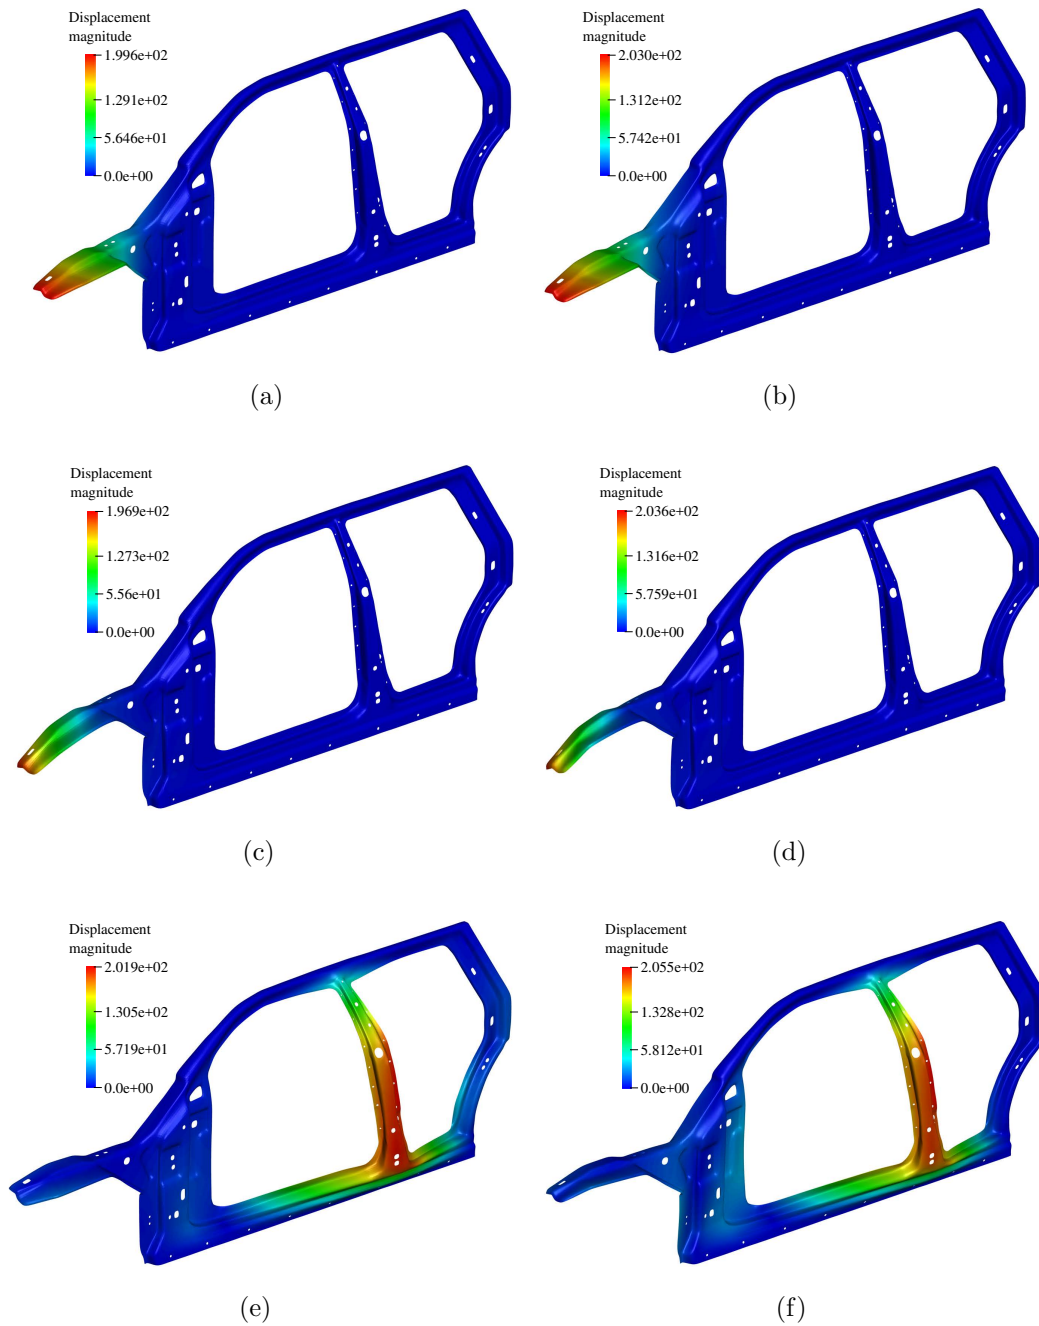 Displacement
magnitude
1.996e+02
1.291e+02
5.646e+01
0.0e+00
(a)
Displacement
magnitude
2.030e+02
1.312e+02
5.742e+01
0.0e+00
(b)
Displacement
magnitude
1.969e+02
1.273e+02
5.56e+01
0.0e+00
(c)
Displacement
magnitude
2.036e+02
1.316e+02
5.759e+01
0.0e+00
(d)
Displacement
magnitude
2.019e+02
1.305e+02
5.719e+01
0.0e+00
(e)
Displacement
magnitude
2.055e+02
1.328e+02
5.812e+01
0.0e+00
(f)